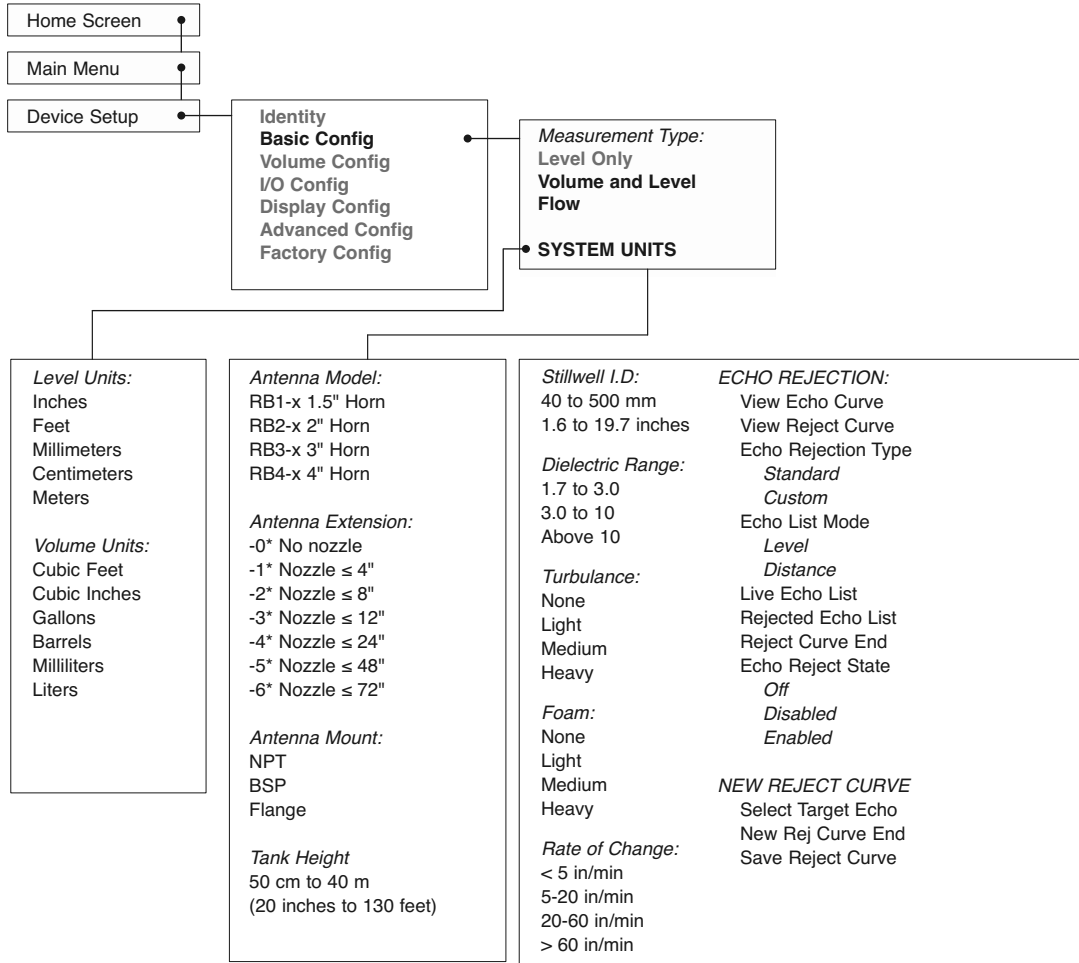 Home Screen
Main Menu
Device Setup
Identity
Basic Config
Volume Config
I/O Config
Display Config
Advanced Config
Factory Config
Measurement Type:
Level Only
Volume and Level
Flow
SYSTEM UNITS
Level Units:
Inches
Feet
Millimeters
Centimeters
Meters
Volume Units:
Cubic Feet
Cubic Inches
Gallons
Barrels
Milliliters
Liters
Antenna Model:
RB1-x 1.5" Horn
RB2-x 2" Horn
RB3-x 3" Horn
RB4-x 4" Horn
Antenna Extension:
-0* No nozzle
-1* Nozzle ≤ 4"
-2* Nozzle ≤ 8"
-3* Nozzle ≤ 12"
-4* Nozzle ≤ 24"
-5* Nozzle ≤ 48"
-6* Nozzle ≤ 72"
Antenna Mount:
NPT
BSP
Flange
Tank Height
50 cm to 40 m
(20 inches to 130 feet)
Stillwell I.D:
40 to 500 mm
1.6 to 19.7 inches
Dielectric Range:
1.7 to 3.0
3.0 to 10
Above 10
Turbulance:
None
Light
Medium
Heavy
Foam:
None
Light
Medium
Heavy
Rate of Change:
< 5 in/min
5-20 in/min
20-60 in/min
> 60 in/min
ECHO REJECTION:
View Echo Curve
View Reject Curve
Echo Rejection Type
Standard
Custom
Echo List Mode
Level
Distance
Live Echo List
Rejected Echo List
Reject Curve End
Echo Reject State
Off
Disabled
Enabled
NEW REJECT CURVE
Select Target Echo
New Rej Curve End
Save Reject Curve